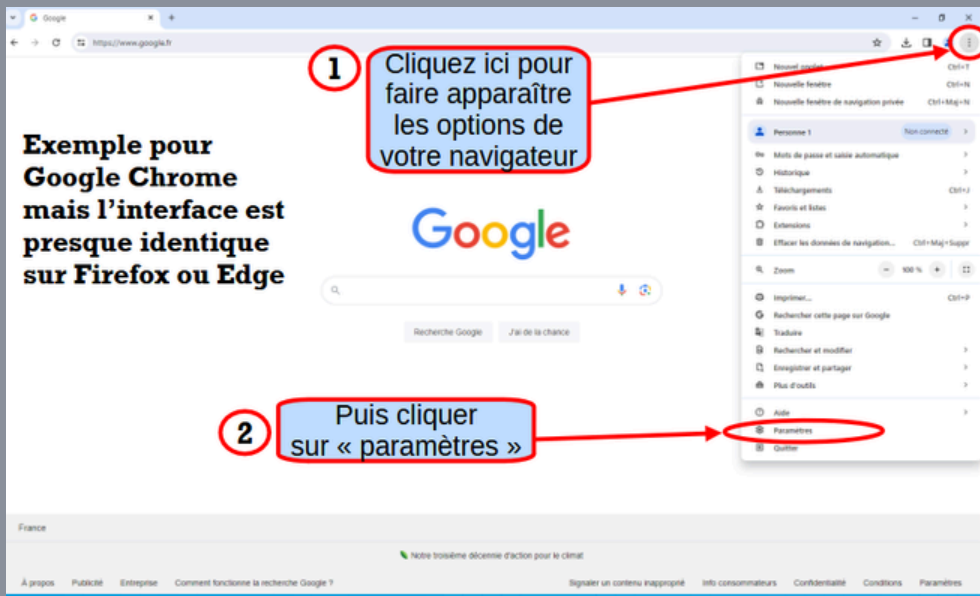 Google
https://www.google.fr
1
Cliquez ici pour
faire apparaître
les options de
votre navigateur
Exemple pour
Google Chrome
mais l’interface est
presque identique
sur Firefox ou Edge
Google
Recherche Google J'ai de la chance
Nouvel onglet Ctrl+T
Nouvelle fenêtre Ctrl+N
Nouvelle fenêtre de navigation privée Ctrl+Maj+N
Personne 1 Non connecté
Mots de passe et saisie automatique
Historique
Téléchargements Ctrl+J
Favoris et listes
Extensions
Effacer les données de navigation... Ctrl+Maj+Suppr
Zoom - 100 % +
Imprimer... Ctrl+P
Rechercher cette page sur Google
Traduire
Rechercher et modifier
Enregistrer et partager
Plus d'outils
Aide
Paramètres
Quitter
2
Puis cliquer
sur « paramètres »
France
Notre troisième décennie d'action pour le climat
À propos Publicité Entreprise Comment fonctionne la recherche Google ? Signaler un contenu inapproprié Info consommateurs Confidentialité Conditions Paramètres